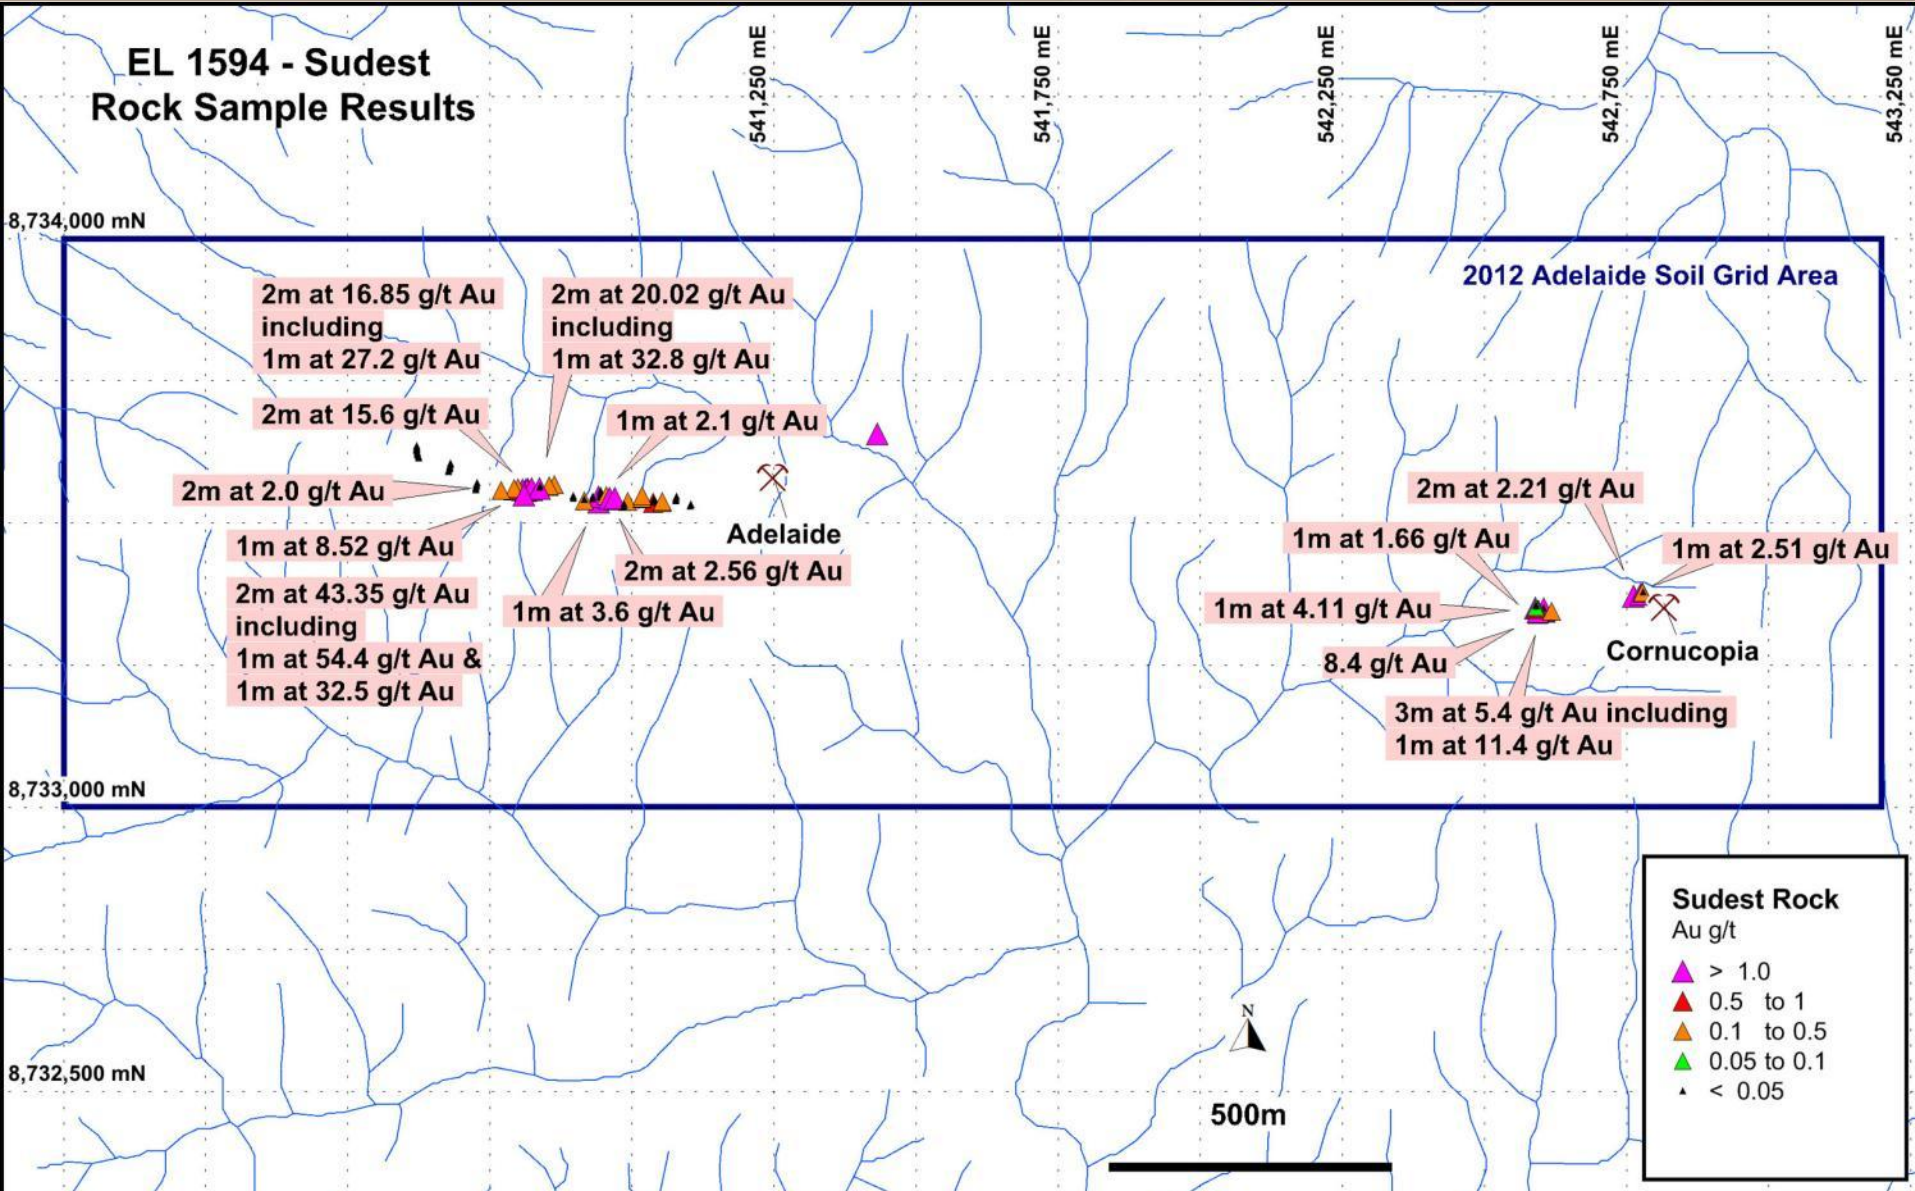 EL 1594 - Sudest
Rock Sample Results
541,250 mE
541,750 mE
542,250 mE
542,750 mE
543,250 mE
8,734,000 mN
2012 Adelaide Soil Grid Area
2m at 16.85 g/t Au
including
1m at 27.2 g/t Au
2m at 20.02 g/t Au
including
1m at 32.8 g/t Au
2m at 15.6 g/t Au
1m at 2.1 g/t Au
2m at 2.0 g/t Au
Adelaide
1m at 8.52 g/t Au
2m at 2.56 g/t Au
2m at 43.35 g/t Au
including
1m at 54.4 g/t Au &
1m at 32.5 g/t Au
1m at 3.6 g/t Au
2m at 2.21 g/t Au
1m at 1.66 g/t Au
1m at 2.51 g/t Au
1m at 4.11 g/t Au
Cornucopia
8.4 g/t Au
3m at 5.4 g/t Au including
1m at 11.4 g/t Au
8,733,000 mN
8,732,500 mN
N
500m
Sudest Rock
Au g/t
> 1.0
0.5 to 1
0.1 to 0.5
0.05 to 0.1
< 0.05